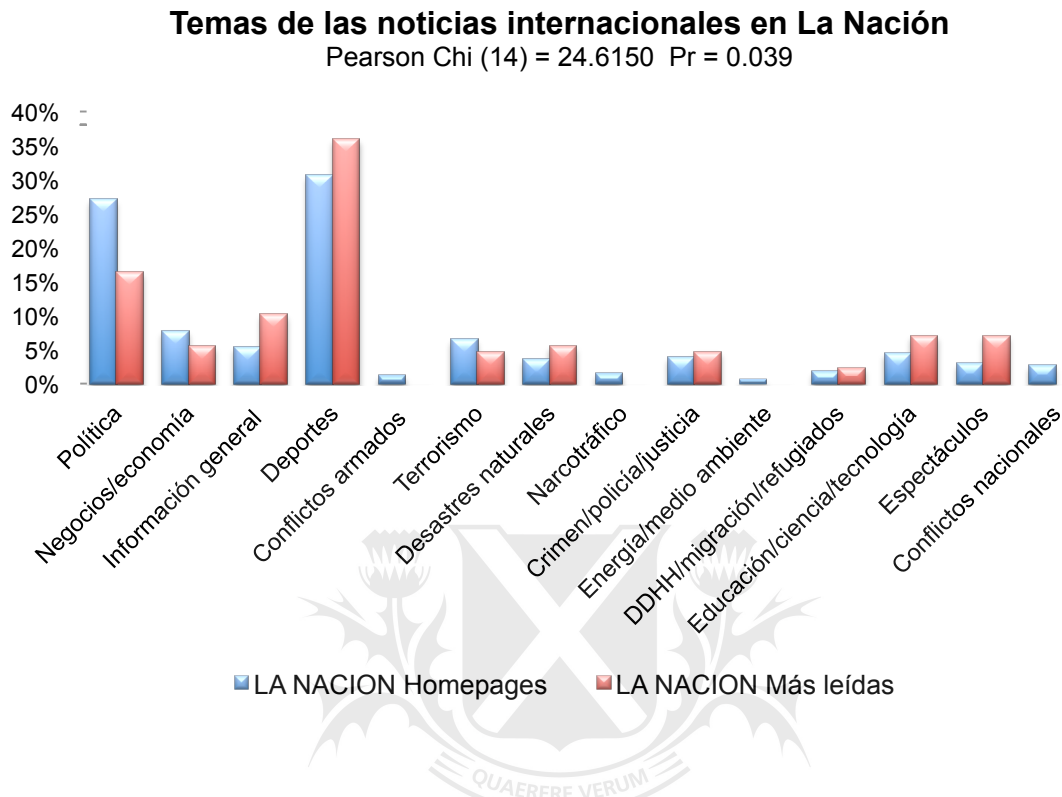 Temas de las noticias internacionales en La Nación
Pearson Chi (14) = 24.6150  Pr = 0.039
40%
35%
30%
25%
20%
15%
10%
5%
0%
Política
Negocios/economía
Información general
Deportes
Conflictos armados
Terrorismo
Desastres naturales
Narcotráfico
Crimen/policía/justicia
Energía/medio ambiente
DDHH/migración/refugiados
Educación/ciencia/tecnología
Espectáculos
Conflictos nacionales
LA NACION Homepages
LA NACION Más leídas
QUAERERE VERUM